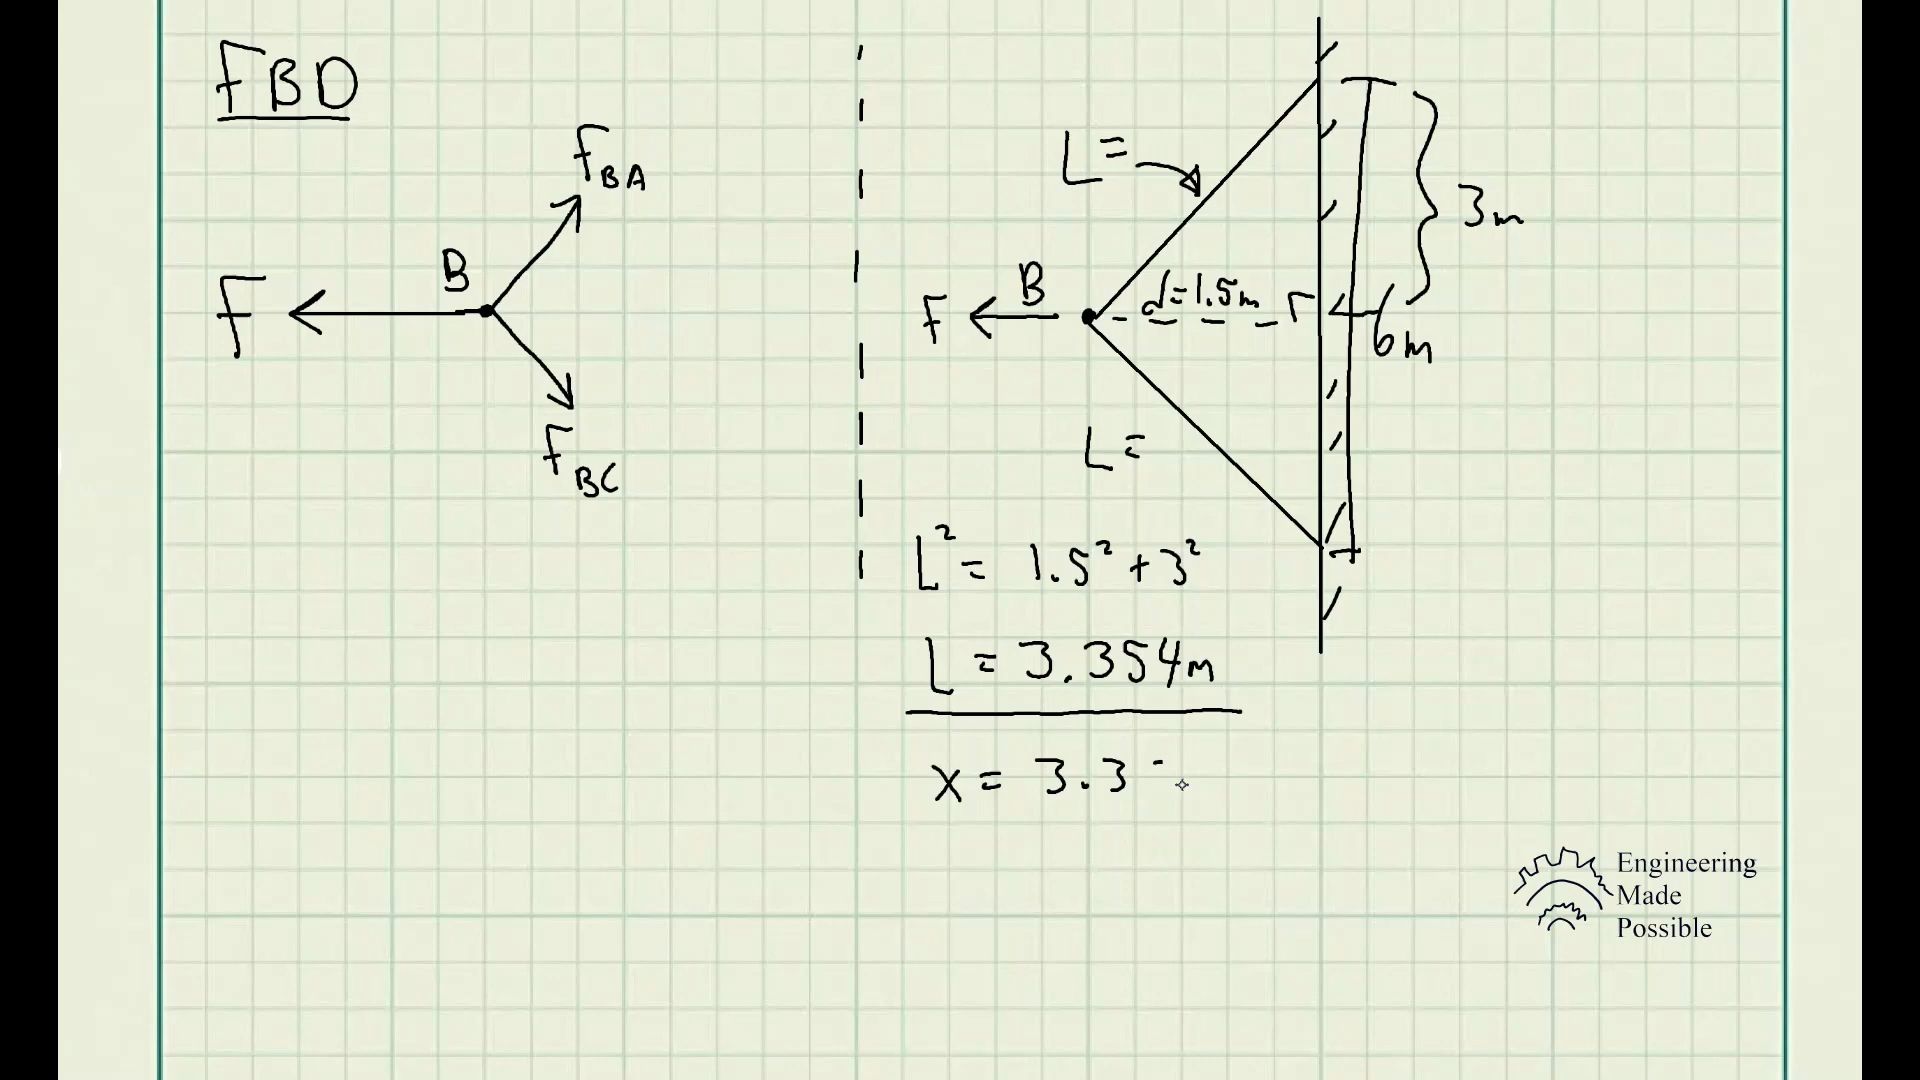 FBD
F_BA
B
F
F_BC
L=
3m
B
d=1.5m
F
6m
L=
L² = 1.5² + 3²
L = 3.354m
x = 3.3
Engineering
Made
Possible